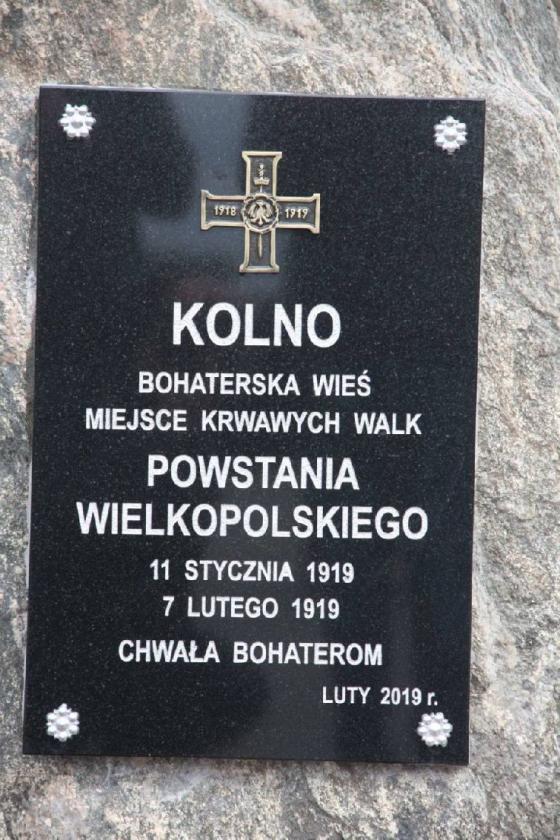 1918 1919
KOLNO
BOHATERSKA WIEŚ
MIEJSCE KRWAWYCH WALK
POWSTANIA
WIELKOPOLSKIEGO
11 STYCZNIA 1919
7 LUTEGO 1919
CHWAŁA BOHATEROM
LUTY 2019 r.